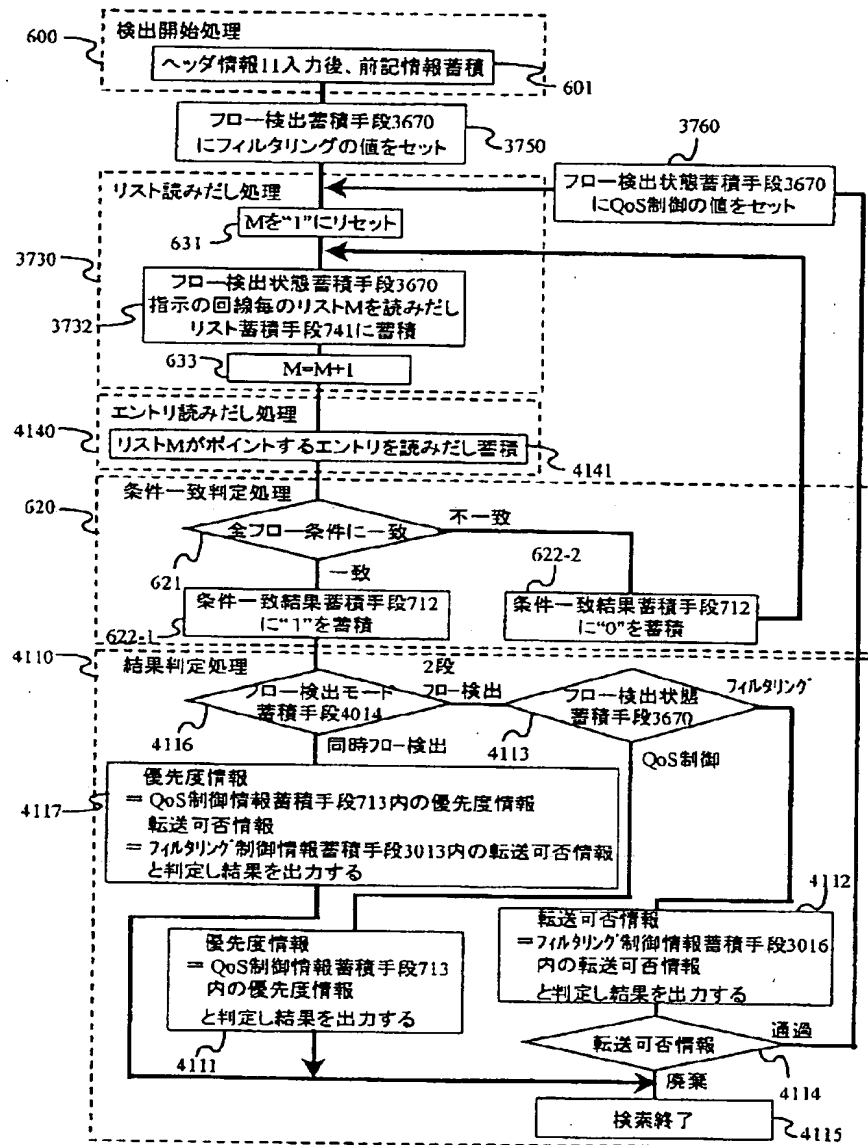 検出開始処理
600
ヘッダ情報11入力後、前記情報蓄積
601
フロー検出蓄積手段3670
にフィルタリングの値をセット
3750
3760
フロー検出状態蓄積手段3670
にQoS制御の値をセット
リスト読みだし処理
Mを“1”にリセット
631
3730
フロー検出状態蓄積手段3670
指示の回線毎のリストMを読みだし
リスト蓄積手段741に蓄積
3732
633
M=M+1
エントリ読みだし処理
4140
リストMがポイントするエントリを読みだし蓄積
4141
条件一致判定処理
620
全フロー条件に一致
不一致
621
一致
622-2
条件一致結果蓄積手段712
に“1”を蓄積
622-1
条件一致結果蓄積手段712
に“0”を蓄積
4110
結果判定処理
フロー検出モード
蓄積手段4014
2段
フロー検出
フロー検出状態
蓄積手段3670
フィルタリング
4116
同時フロー検出
4113
QoS制御
4117
優先度情報
= QoS制御情報蓄積手段713内の優先度情報
転送可否情報
=フィルタリング制御情報蓄積手段3013内の転送可否情報
と判定し結果を出力する
4112
転送可否情報
=フィルタリング制御情報蓄積手段3016
内の転送可否情報
と判定し結果を出力する
優先度情報
= QoS制御情報蓄積手段713
内の優先度情報
と判定し結果を出力する
4111
転送可否情報
通過
4114
廃棄
検索終了
4115